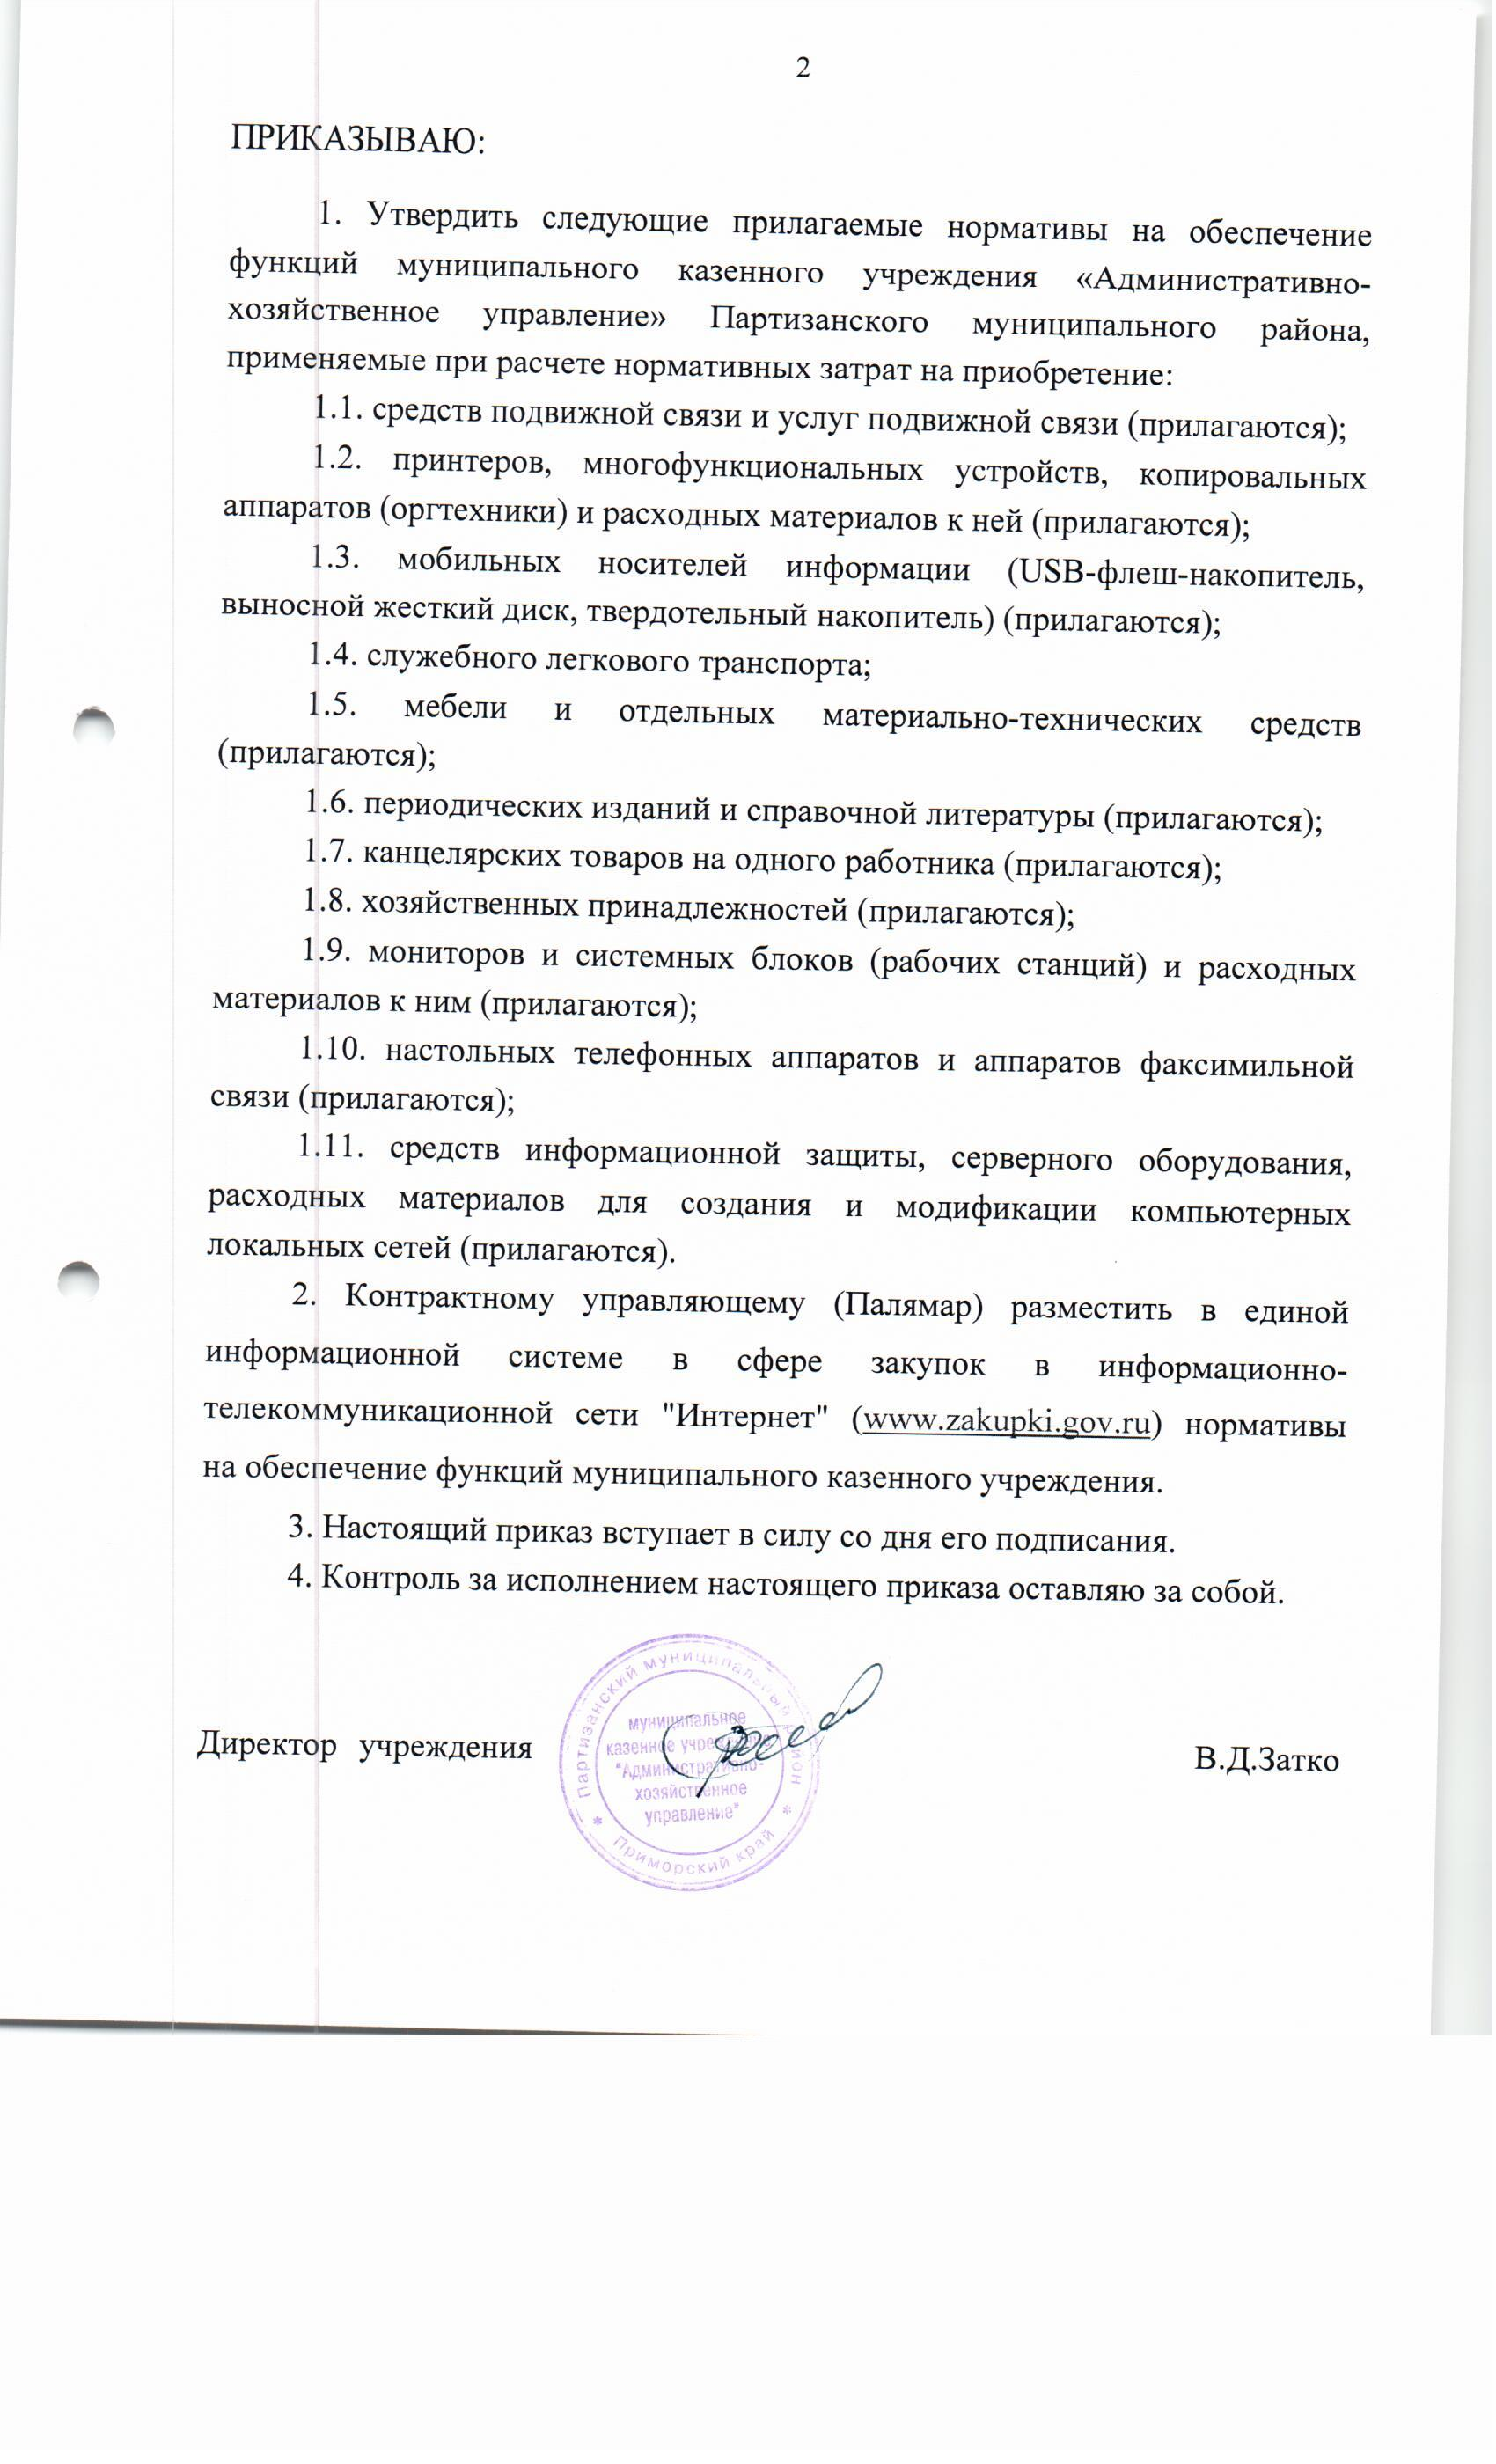 2
ПРИКАЗЫВАЮ:
1. Утвердить следующие прилагаемые нормативы на обеспечение
функций муниципального казенного учреждения «Административно-
хозяйственное управление» Партизанского муниципального района,
применяемые при расчете нормативных затрат на приобретение:
1.1. средств подвижной связи и услуг подвижной связи (прилагаются);
1.2. принтеров, многофункциональных устройств, копировальных
аппаратов (оргтехники) и расходных материалов к ней (прилагаются);
1.3. мобильных носителей информации (USB-флеш-накопитель,
выносной жесткий диск, твердотельный накопитель) (прилагаются);
1.4. служебного легкового транспорта;
1.5. мебели и отдельных материально-технических средств
(прилагаются);
1.6. периодических изданий и справочной литературы (прилагаются);
1.7. канцелярских товаров на одного работника (прилагаются);
1.8. хозяйственных принадлежностей (прилагаются);
1.9. мониторов и системных блоков (рабочих станций) и расходных
материалов к ним (прилагаются);
1.10. настольных телефонных аппаратов и аппаратов факсимильной
связи (прилагаются);
1.11. средств информационной защиты, серверного оборудования,
расходных материалов для создания и модификации компьютерных
локальных сетей (прилагаются).
2. Контрактному управляющему (Палямар) разместить в единой
информационной системе в сфере закупок в информационно-
телекоммуникационной сети "Интернет" (www.zakupki.gov.ru) нормативы
на обеспечение функций муниципального казенного учреждения.
3. Настоящий приказ вступает в силу со дня его подписания.
4. Контроль за исполнением настоящего приказа оставляю за собой.
Директор учреждения
В.Д.Затко
Партизанский муниципальный район
муниципальное
казенное учреждение
"Административно-
хозяйственное
управление"
* Приморский край *